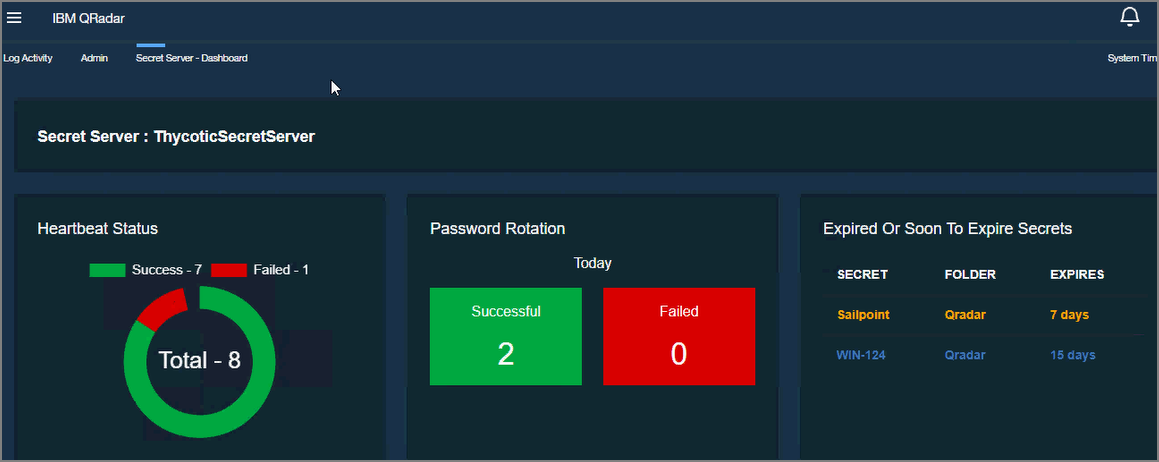 IBM QRadar
Log Activity Admin Secret Server - Dashboard System Tim
Secret Server : ThycoticSecretServer
Heartbeat Status
Success - 7 Failed - 1
Total - 8
Password Rotation
Today
Successful Failed
2 0
Expired Or Soon To Expire Secrets
SECRET FOLDER EXPIRES
Sailpoint Qradar 7 days
WIN-124 Qradar 15 days